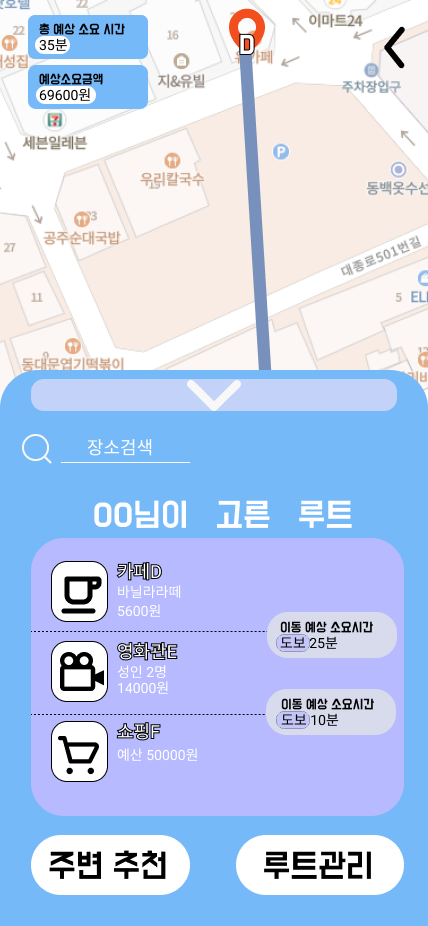 22
이마트24
총 예상 소요 시간
35분
D
카페
예상소요금액
69600원
16
지&유빌
주차장입구
세븐일레븐
P
우리칼국수
동백옷수선
공주순대국밥
27
대종로501번길
11
5
동대문엽기떡볶이
장소검색
OO님이 고른 루트
카페D
바닐라라떼
5600원
이동 예상 소요시간
도보 25분
영화관E
성인 2명
14000원
이동 예상 소요시간
도보 10분
쇼핑F
예산 50000원
주변 추천
루트관리